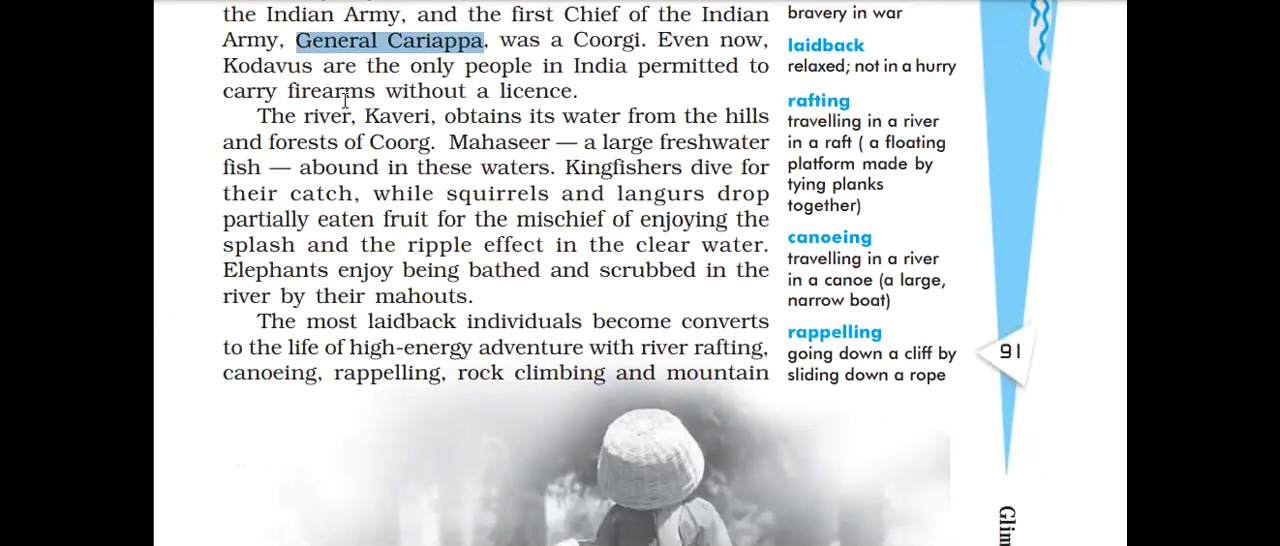 the Indian Army, and the first Chief of the Indian
Army, General Cariappa, was a Coorgi. Even now,
Kodavus are the only people in India permitted to
carry firearms without a licence.
The river, Kaveri, obtains its water from the hills
and forests of Coorg. Mahaseer — a large freshwater
fish — abound in these waters. Kingfishers dive for
their catch, while squirrels and langurs drop
partially eaten fruit for the mischief of enjoying the
splash and the ripple effect in the clear water.
Elephants enjoy being bathed and scrubbed in the
river by their mahouts.
The most laidback individuals become converts
to the life of high-energy adventure with river rafting,
canoeing, rappelling, rock climbing and mountain
bravery in war
laidback
relaxed; not in a hurry
rafting
travelling in a river
in a raft ( a floating
platform made by
tying planks
together)
canoeing
travelling in a river
in a canoe (a large,
narrow boat)
rappelling
going down a cliff by
sliding down a rope
91